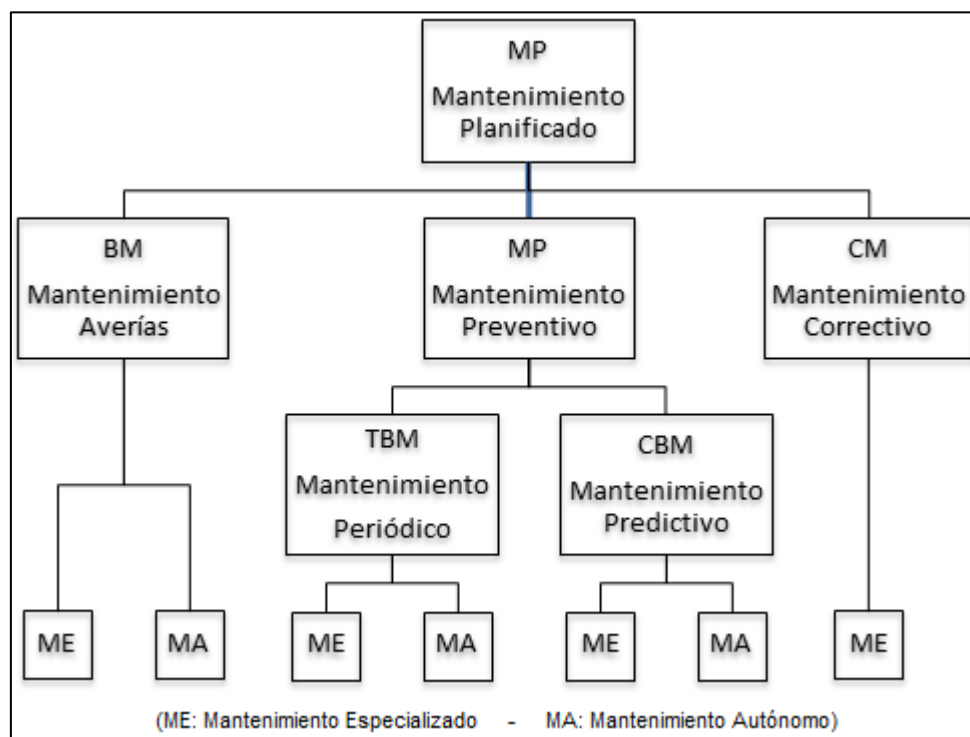 MP
Mantenimiento
Planificado
BM
Mantenimiento
Averías
MP
Mantenimiento
Preventivo
CM
Mantenimiento
Correctivo
TBM
Mantenimiento
Periódico
CBM
Mantenimiento
Predictivo
ME
MA
ME
MA
ME
MA
ME
(ME: Mantenimiento Especializado - MA: Mantenimiento Autónomo)